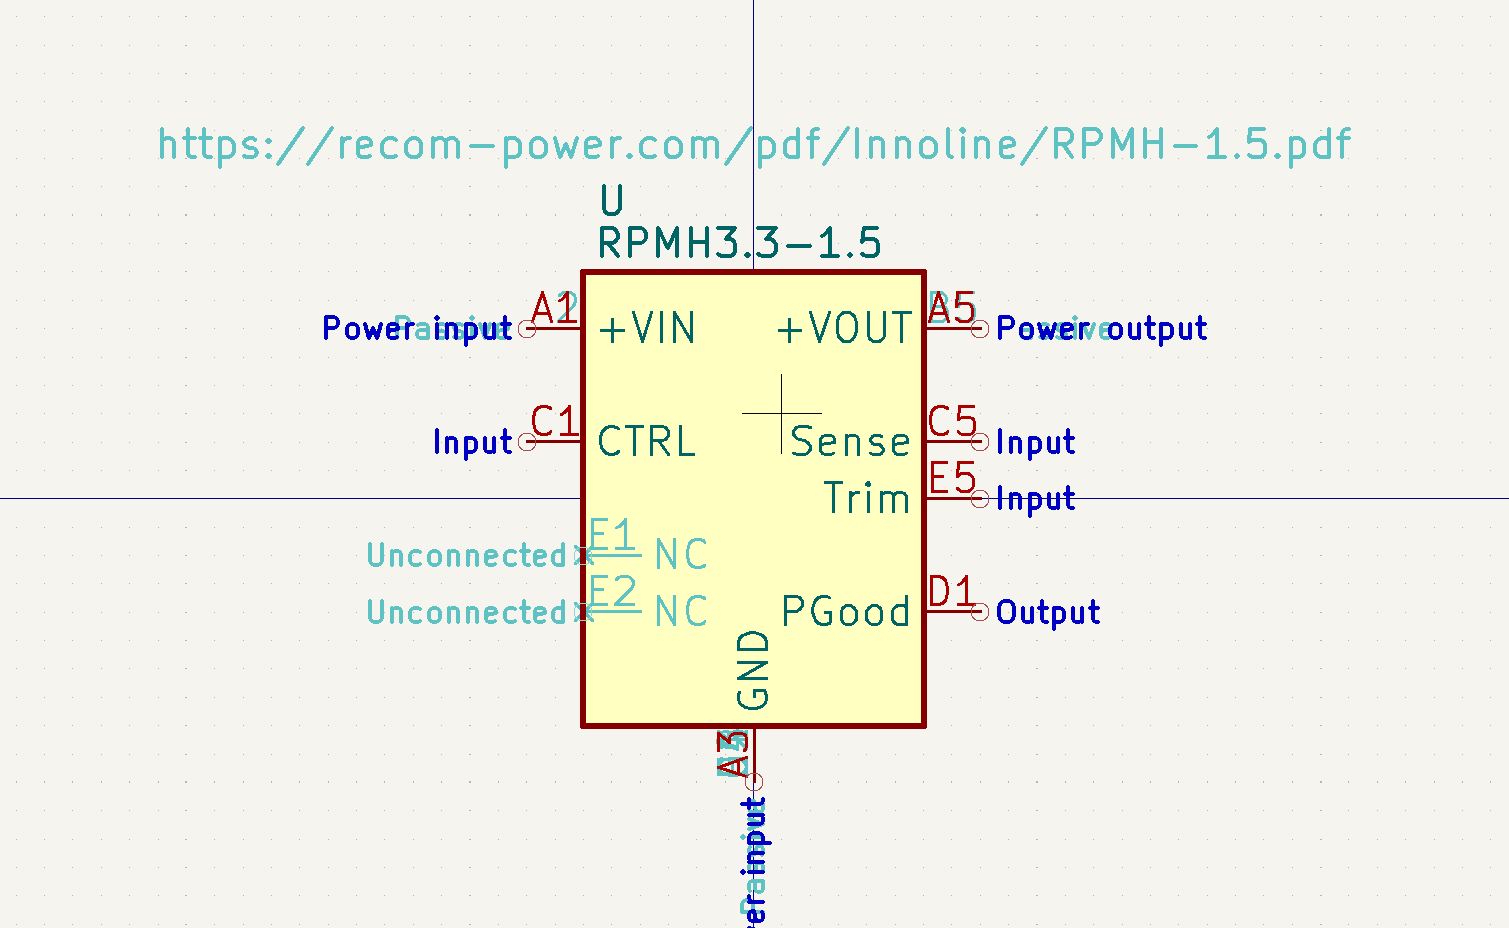 https://recom-power.com/pdf/Innoline/RPMH-1.5.pdf
U
RPMH3.3-1.5
Power input A1 +VIN +VOUT A5 Power output
Input C1 CTRL Sense C5 Input
Trim E5 Input
Unconnected E1 NC
Unconnected E2 NC PGood D1 Output
GND
A3
input